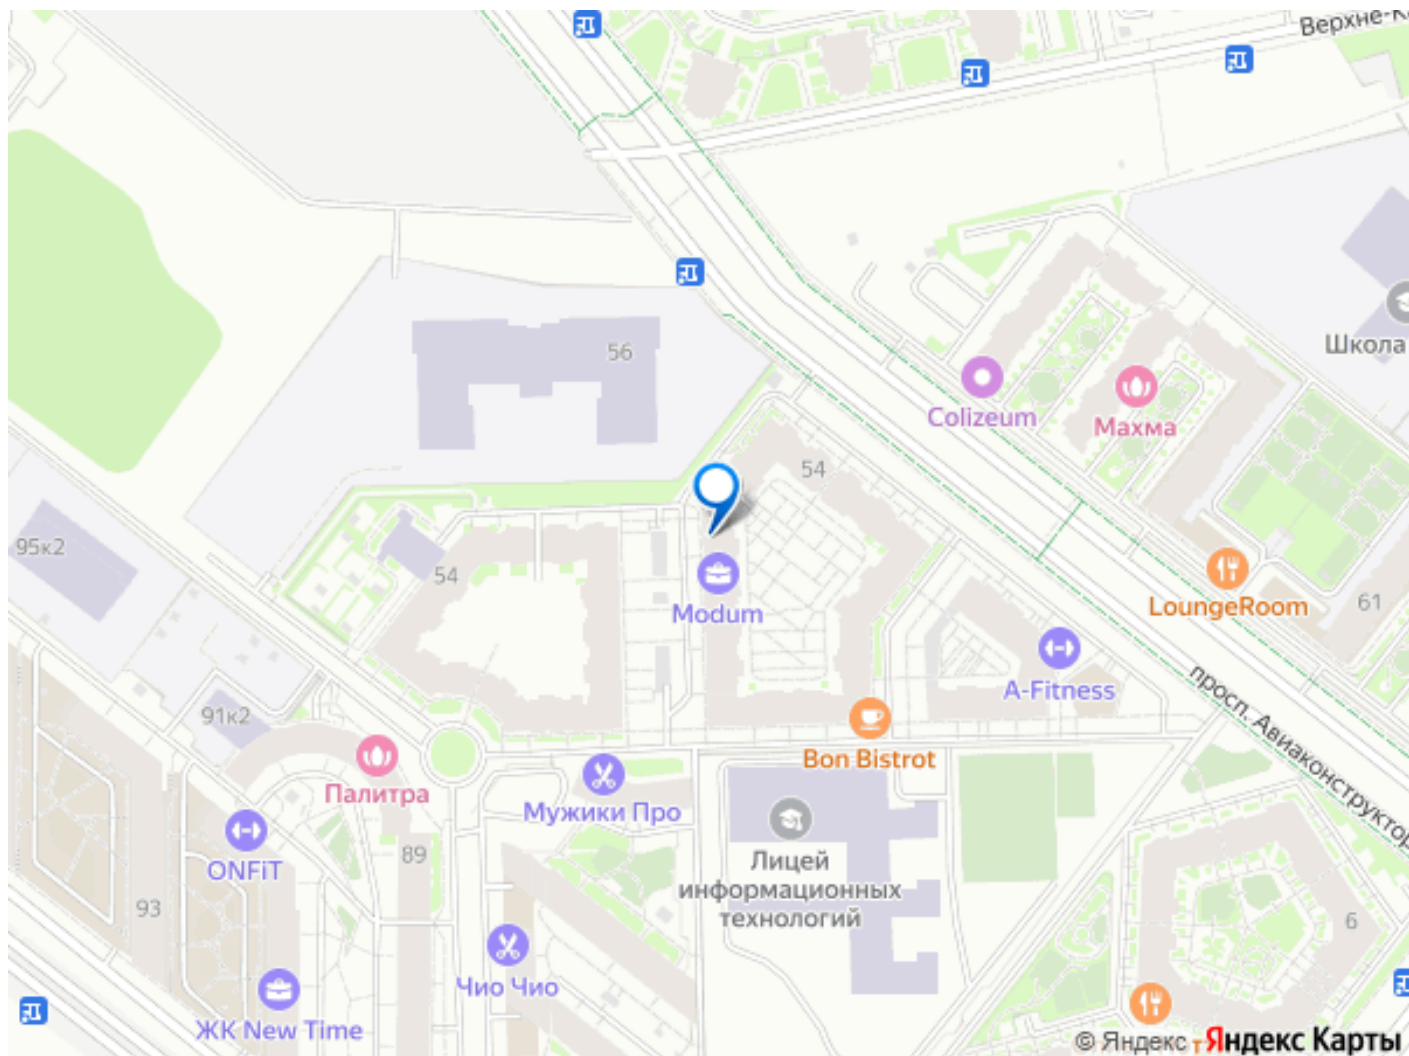 Верхне-К
56
Школа
Colizeum
Махма
54
95к2
54
Modum
LoungeRoom
61
A-Fitness
просп. Авиаконструктор
91к2
Bon Bistrot
Палитра
Мужики Про
ONFiT
89
Лицей
информационных
технологий
93
6
Чио Чио
ЖК New Time
© Яндекс
Яндекс Карты